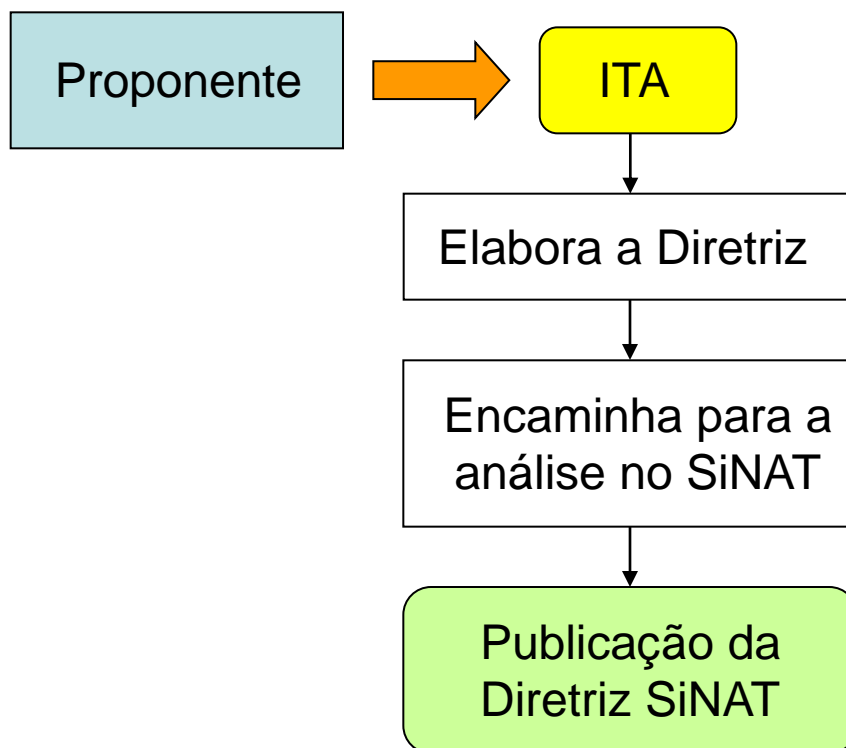 Proponente
ITA
Elabora a Diretriz
Encaminha para a
análise no SiNAT
Publicação da
Diretriz SiNAT